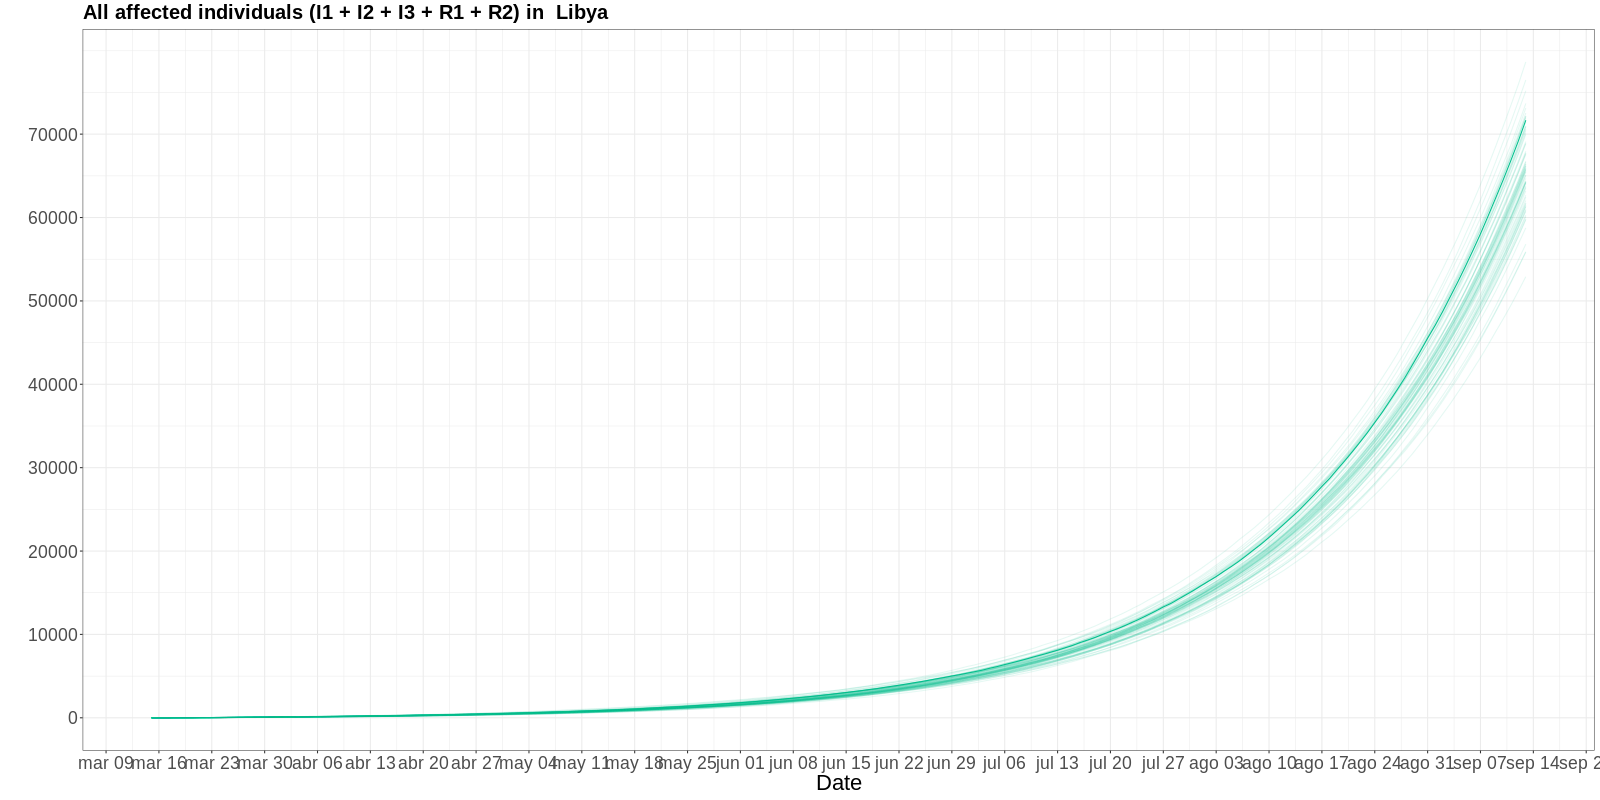 All affected individuals (I1 + I2 + I3 + R1 + R2) in  Libya
70000
60000
50000
40000
30000
20000
10000
0
mar 09 mar 16 mar 23 mar 30 abr 06 abr 13 abr 20 abr 27 may 04 may 11 may 18 may 25 jun 01 jun 08 jun 15 jun 22 jun 29 jul 06 jul 13 jul 20 jul 27 ago 03 ago 10 ago 17 ago 24 ago 31 sep 07 sep 14 sep
Date